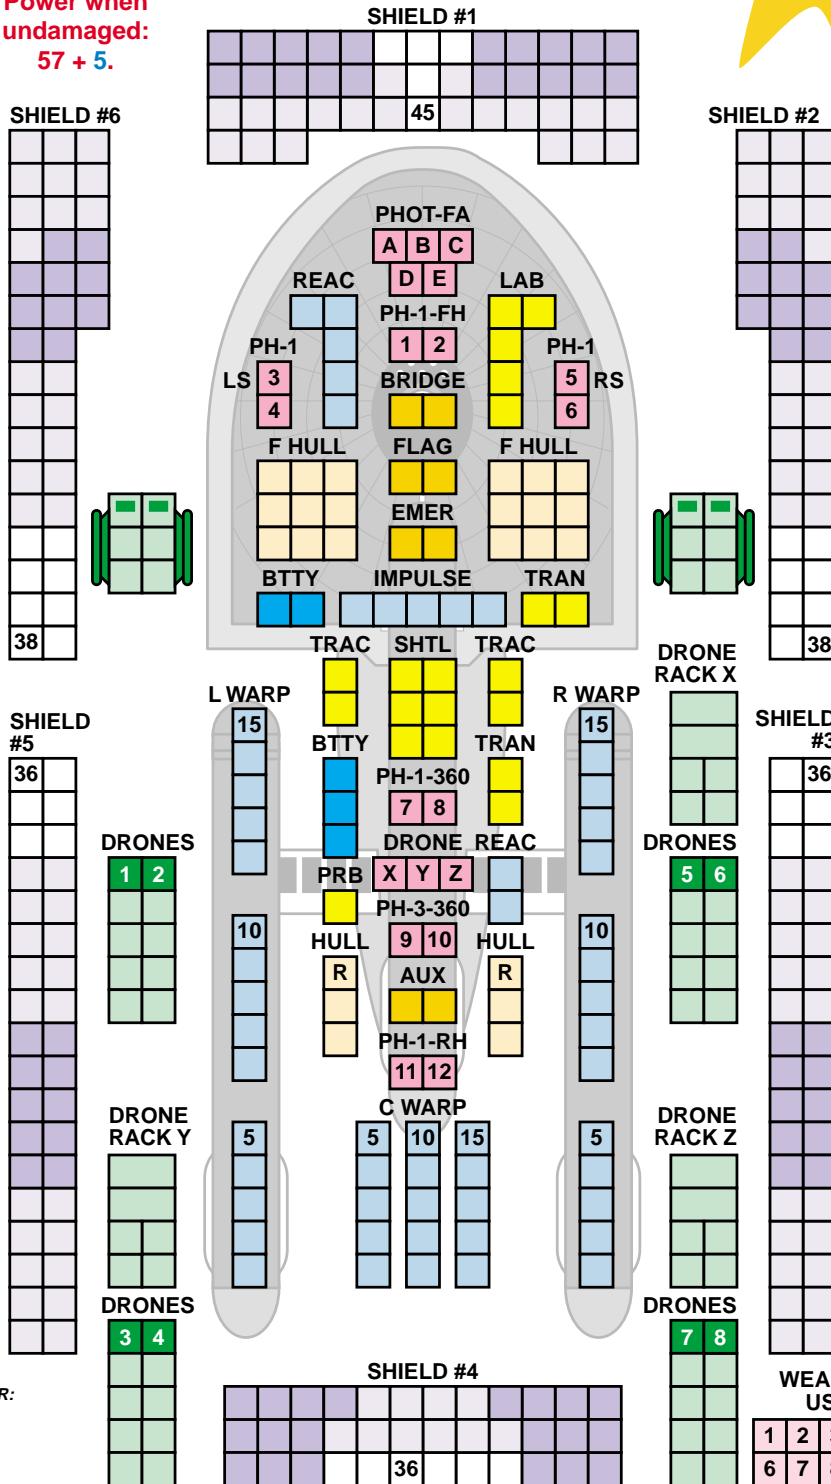 Power when
undamaged:
57 + 5.
SHIELD #1
45
SHIELD #6
38
SHIELD #2
38
PHOT-FA
A B C
D E
REAC
LAB
PH-1-FH
1 2
PH-1
LS 3
4
PH-1
5 RS
6
BRIDGE
F HULL
FLAG
F HULL
EMER
BTTY
IMPULSE
TRAN
TRAC
SHTL
TRAC
DRONE
RACK X
L WARP
15
10
5
R WARP
15
10
5
SHIELD
#5
36
SHIELD
#3
36
BTTY
TRAN
PH-1-360
7 8
DRONES
1 2
DRONE
X Y Z
REAC
DRONES
5 6
PRB
PH-3-360
9 10
HULL
R
HULL
R
AUX
PH-1-RH
11 12
C WARP
5 10 15
DRONE
RACK Y
DRONE
RACK Z
DRONES
3 4
DRONES
7 8
SHIELD #4
36
R:
WEA
US
1 2
6 7